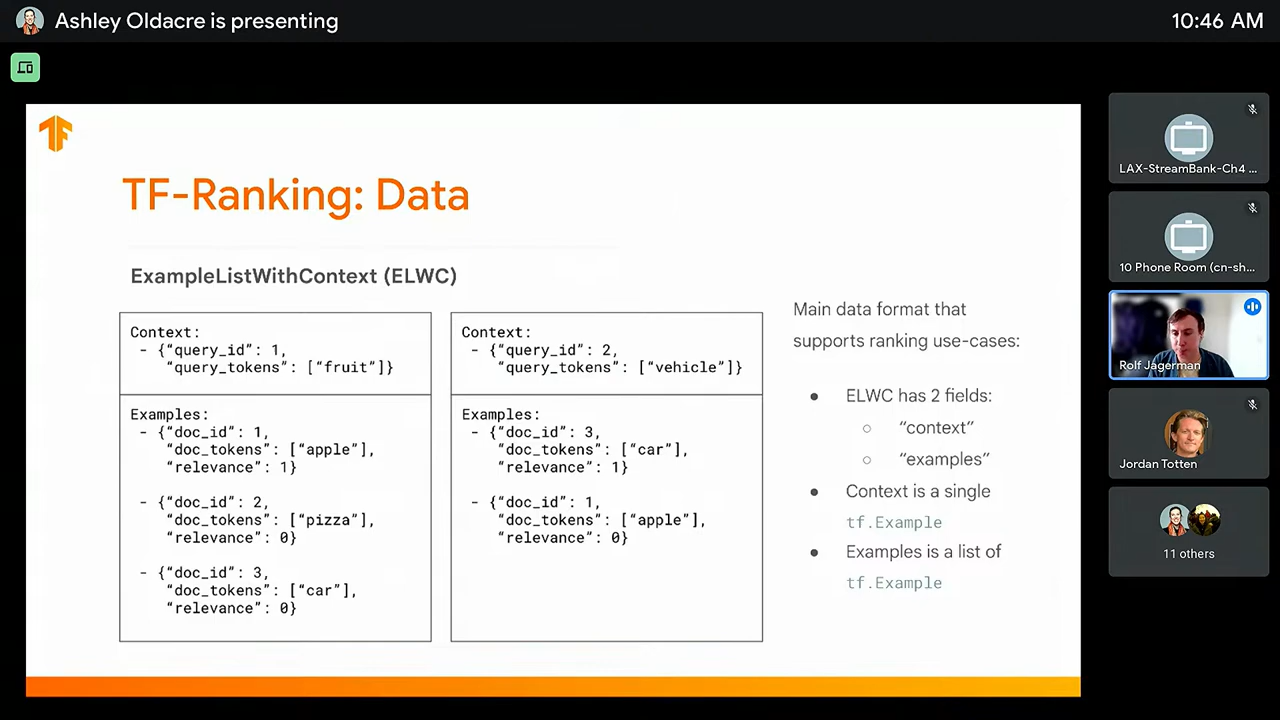 Ashley Oldacre is presenting
10:46 AM
TF-Ranking: Data
ExampleListWithContext (ELWC)
Context:
- {“query_id”: 1,
“query_tokens”: [“fruit”]}
Examples:
- {“doc_id”: 1,
“doc_tokens”: [“apple”],
“relevance”: 1}
- {“doc_id”: 2,
“doc_tokens”: [“pizza”],
“relevance”: 0}
- {“doc_id”: 3,
“doc_tokens”: [“car”],
“relevance”: 0}
Context:
- {“query_id”: 2,
“query_tokens”: [“vehicle”]}
Examples:
- {“doc_id”: 3,
“doc_tokens”: [“car”],
“relevance”: 1}
- {“doc_id”: 1,
“doc_tokens”: [“apple”],
“relevance”: 0}
Main data format that
supports ranking use-cases:
● ELWC has 2 fields:
○ “context”
○ “examples”
● Context is a single
tf.Example
● Examples is a list of
tf.Example
LAX-StreamBank-Ch4 ...
10 Phone Room (cn-sh...
Rolf Jagerman
Jordan Totten
11 others